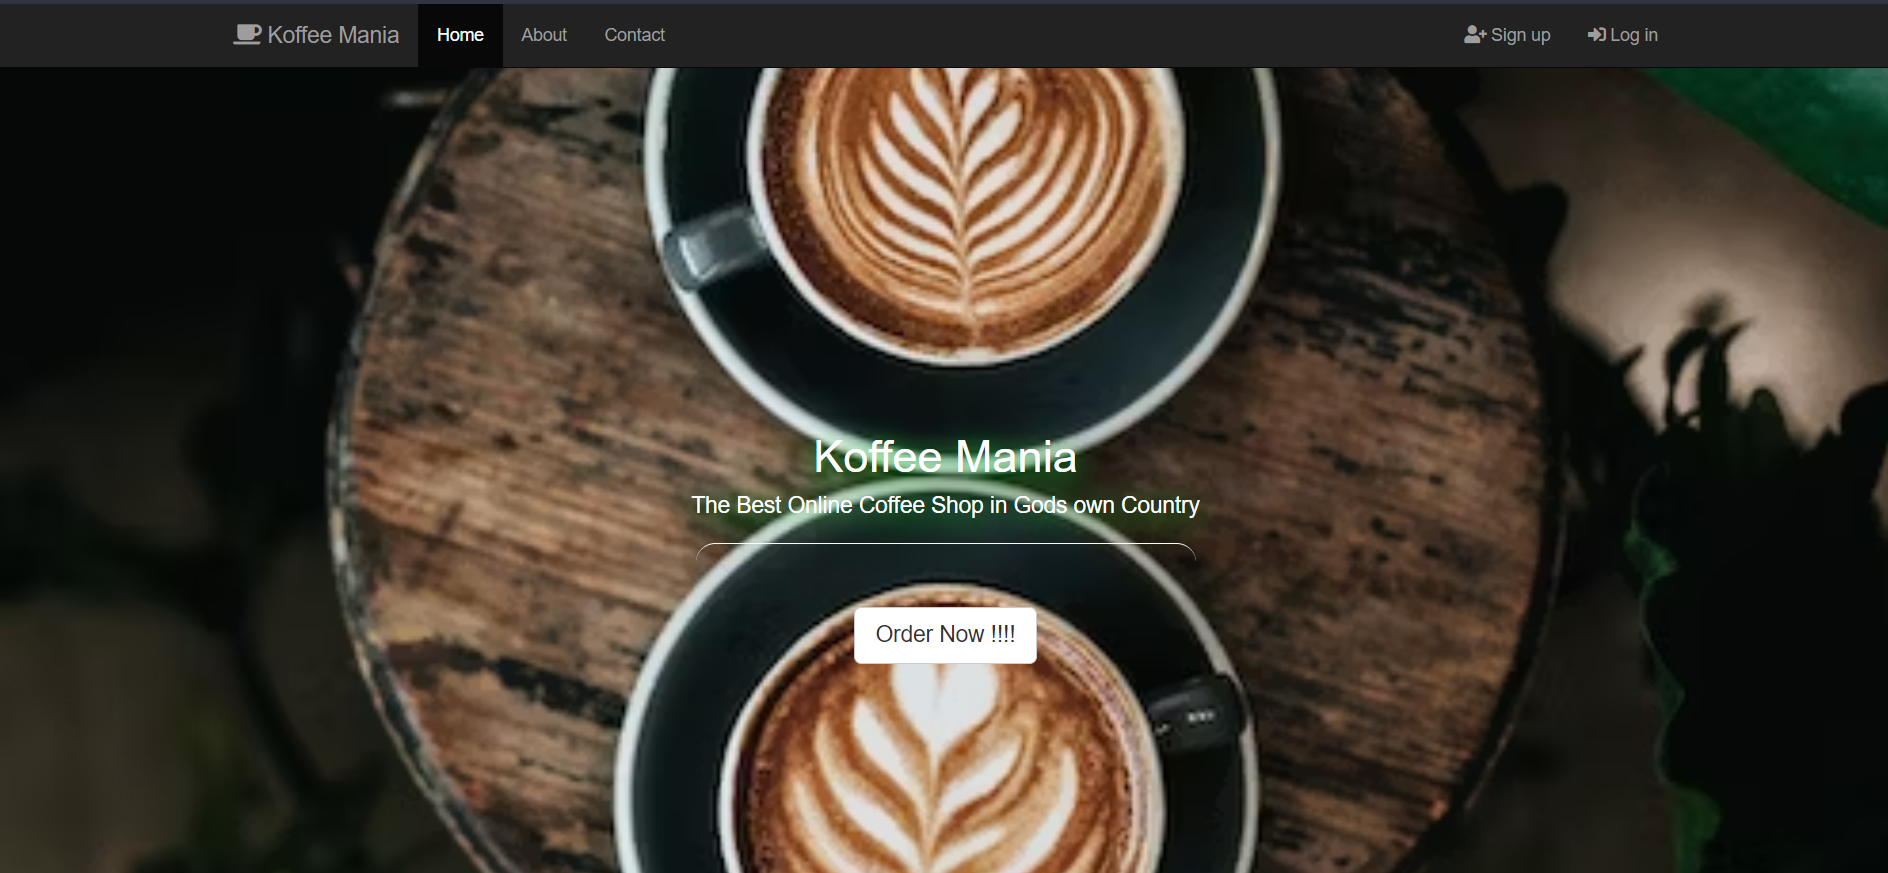 Koffee Mania Home About Contact Sign up Log in
Koffee Mania
The Best Online Coffee Shop in Gods own Country
Order Now !!!!